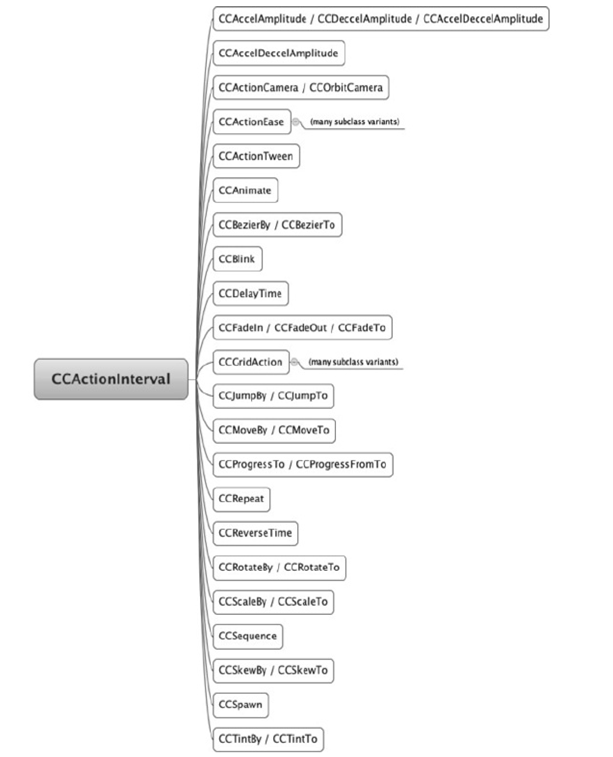 CCAccelAmplitude / CCDeccelAmplitude / CCAccelDeccelAmplitude
CCAccelDeccelAmplitude
CCActionCamera / CCOrbitCamera
CCActionEase (many subclass variants)
CCActionTween
CCAnimate
CCBezierBy / CCBezierTo
CCBlink
CCDelayTime
CCFadeIn / CCFadeOut / CCFadeTo
CCGridAction (many subclass variants)
CCActionInterval
CCJumpBy / CCJumpTo
CCMoveBy / CCMoveTo
CCProgressTo / CCProgressFromTo
CCRepeat
CCReverseTime
CCRotateBy / CCRotateTo
CCScaleBy / CCScaleTo
CCSequence
CCSkewBy / CCSkewTo
CCSpawn
CCTintBy / CCTintTo